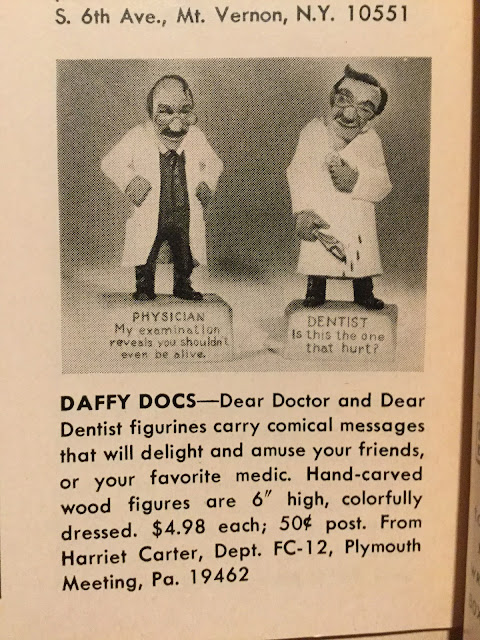 S. 6th Ave., Mt. Vernon, N.Y. 10551
PHYSICIAN
My examination
reveals you shouldn't
even be alive.
DENTIST
Is this the one
that hurt?
DAFFY DOCS—Dear Doctor and Dear
Dentist figurines carry comical messages
that will delight and amuse your friends,
or your favorite medic. Hand-carved
wood figures are 6″ high, colorfully
dressed. $4.98 each; 50¢ post. From
Harriet Carter, Dept. FC-12, Plymouth
Meeting, Pa. 19462